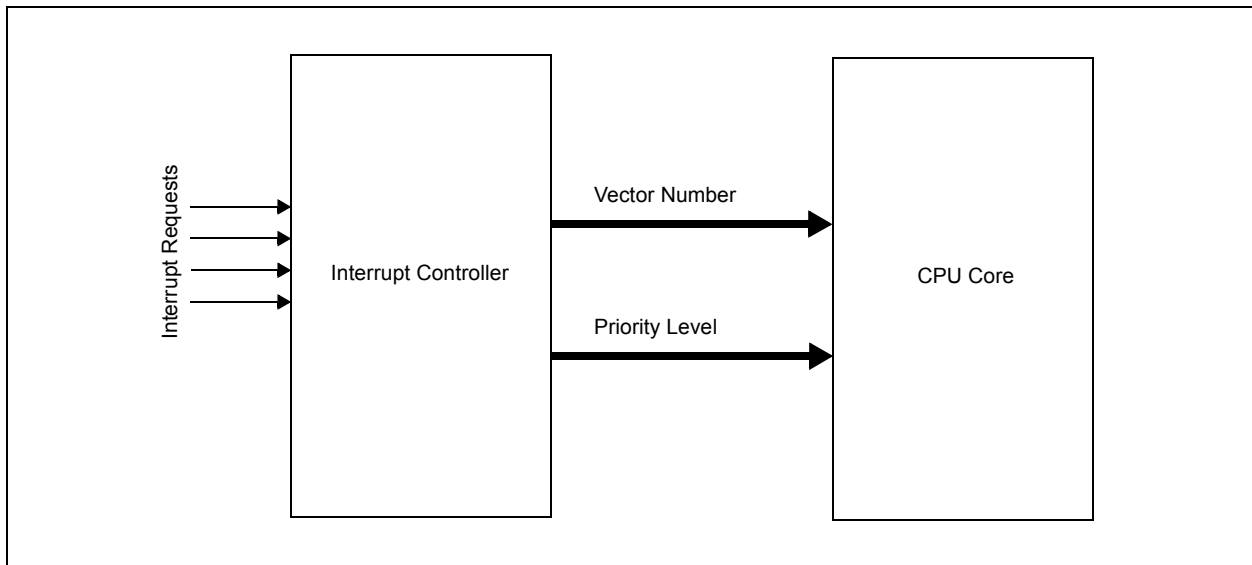 Interrupt Requests
Interrupt Controller
Vector Number
Priority Level
CPU Core